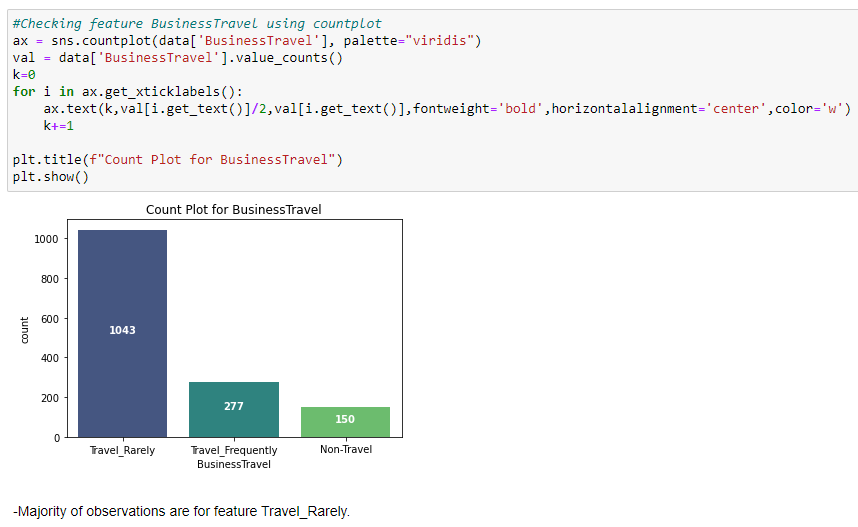 #Checking feature BusinessTravel using countplot
ax = sns.countplot(data['BusinessTravel'], palette="viridis")
val = data['BusinessTravel'].value_counts()
k=0
for i in ax.get_xticklabels():
    ax.text(k,val[i.get_text()]/2,val[i.get_text()],fontweight='bold',horizontalalignment='center',color='w')
    k+=1
plt.title(f"Count Plot for BusinessTravel")
plt.show()
Count Plot for BusinessTravel
1000
800
600
400
200
0
count
1043
277
150
Travel_Rarely Travel_Frequently Non-Travel
BusinessTravel
-Majority of observations are for feature Travel_Rarely.